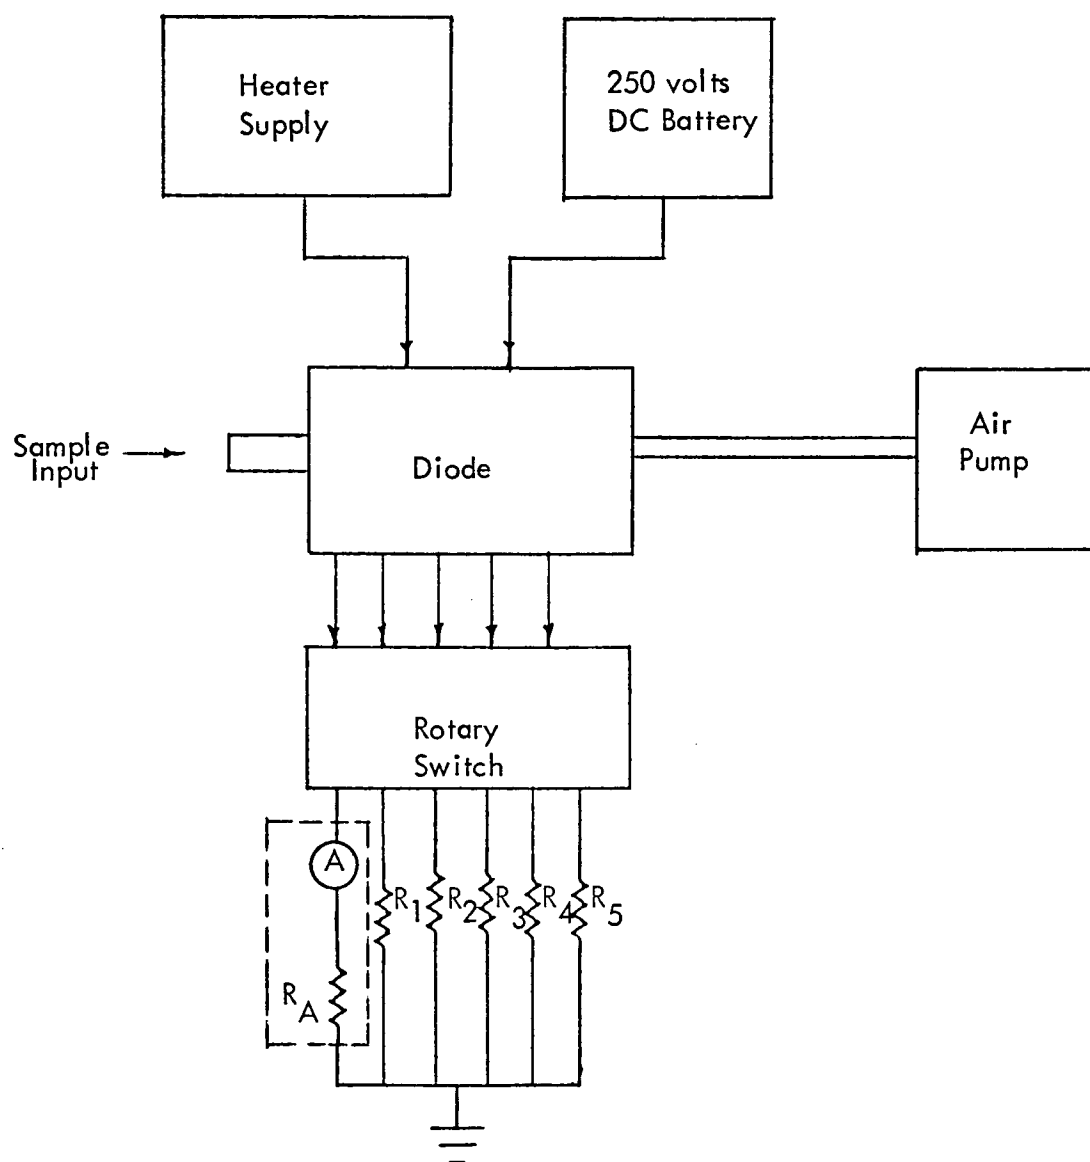 Heater
Supply
250 volts
DC Battery
Sample
Input
Diode
Air
Pump
Rotary
Switch
A
R1
R2
R3
R4
R5
RA